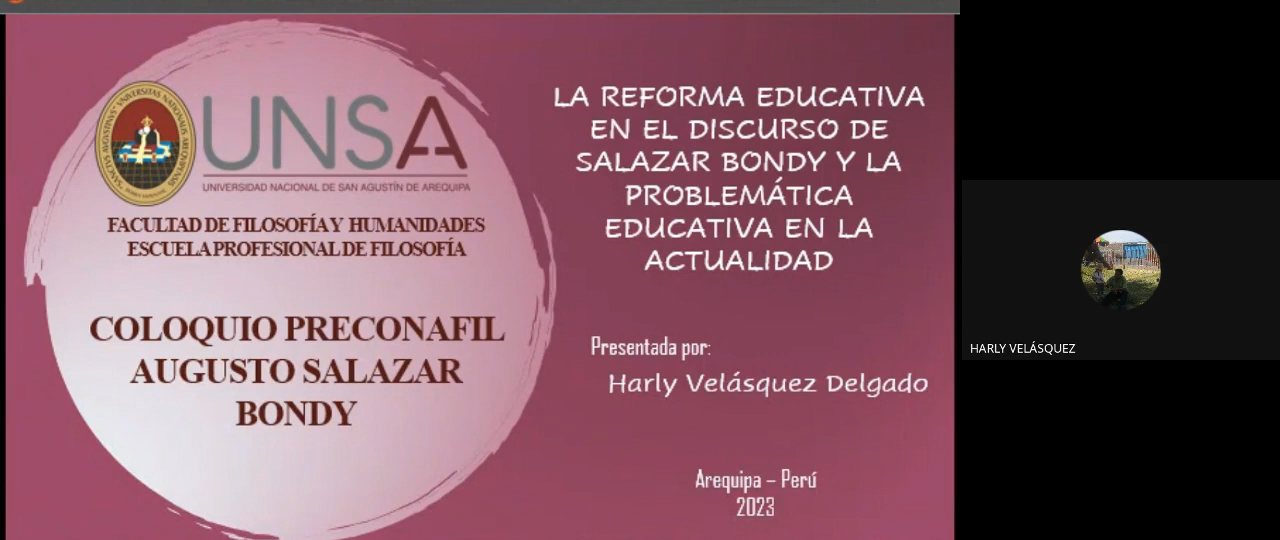 UNSA
UNIVERSIDAD NACIONAL DE SAN AGUSTÍN DE AREQUIPA
FACULTAD DE FILOSOFÍA Y HUMANIDADES
ESCUELA PROFESIONAL DE FILOSOFÍA
COLOQUIO PRECONAFIL
AUGUSTO SALAZAR
BONDY
LA REFORMA EDUCATIVA
EN EL DISCURSO DE
SALAZAR BONDY Y LA
PROBLEMÁTICA
EDUCATIVA EN LA
ACTUALIDAD
Presentada por:
Harly Velásquez Delgado
Arequipa – Perú
2023
HARLY VELÁSQUEZ